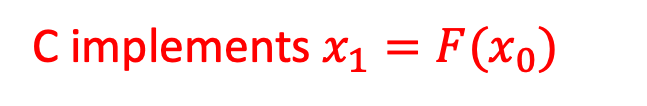 C implements x₁ = F(x₀)